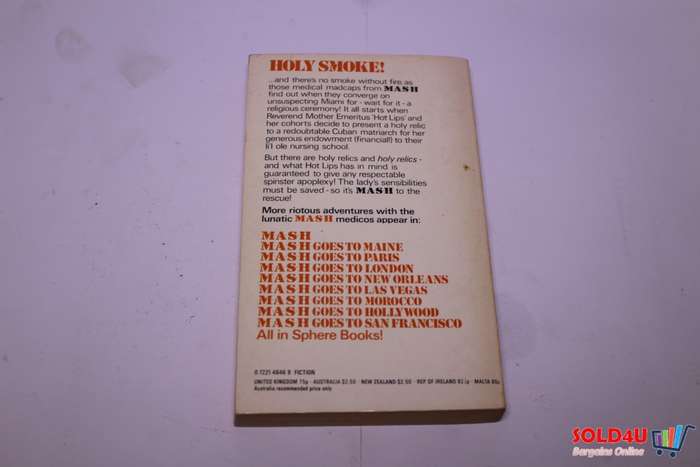 HOLY SMOKE!
...and there's no smoke without fire, as
those medical madcaps from MASH
find out when they converge on
unsuspecting Miami for - wait for it - a
religious ceremony! It all starts when
Reverend Mother Emeritus 'Hot Lips' and
her cohorts decide to present a holy relic
to a redoubtable Cuban matriarch for her
generous endowment (financial!) to their
li'l ole nursing school.
But there are holy relics and holy relics -
and what Hot Lips has in mind is
guaranteed to give any respectable
spinster apoplexy! The lady's sensibilities
must be saved - so it's MASH to the
rescue!
More riotous adventures with the
lunatic MASH medicos appear in:
MASH
MASH GOES TO MAINE
MASH GOES TO PARIS
MASH GOES TO LONDON
MASH GOES TO NEW ORLEANS
MASH GOES TO LAS VEGAS
MASH GOES TO MOROCCO
MASH GOES TO HOLLYWOOD
MASH GOES TO SAN FRANCISCO
All in Sphere Books!
FICTION
UNITED KINGDOM 75p · AUSTRALIA $2.50 · NEW ZEALAND $2.50 · REP OF IRELAND · MALTA
Australia recommended price only
SOLD4U
Bargains Online